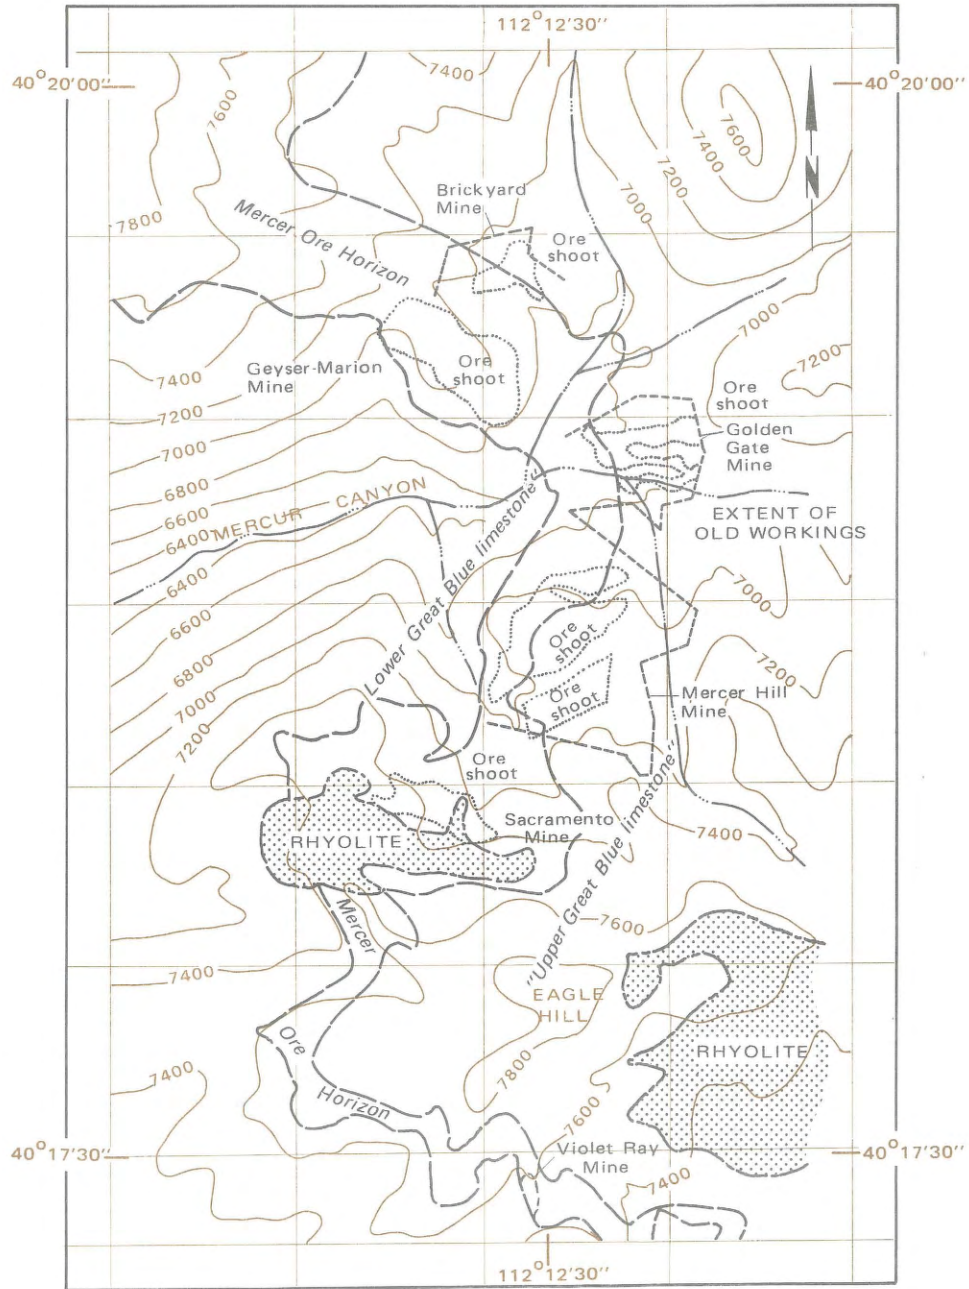 112°12'30"
40°20'00"
40°20'00"
7400
7600
7600
7400
7200
7000
N
7800
Brickyard
Mine
Mercer Ore Horizon
Ore
shoot
7000
7200
7400
Geyser-Marion
Mine
Ore
shoot
7200
Ore
shoot
Golden
Gate
Mine
7000
6800
6600
6400
MERCUR CANYON
EXTENT OF
OLD WORKINGS
6400
6600
6800
7000
7200
Lower Great Blue limestone"
7000
Ore
shoot
Ore
shoot
7200
Mercer Hill
Mine
Ore
shoot
Sacramento
Mine
RHYOLITE
7400
"Upper Great Blue limestone"
7600
Mercer
7400
EAGLE
HILL
Ore
RHYOLITE
7400
7800
Horizon
7600
Violet Ray
Mine
40°17'30"
40°17'30"
7400
112°12'30"